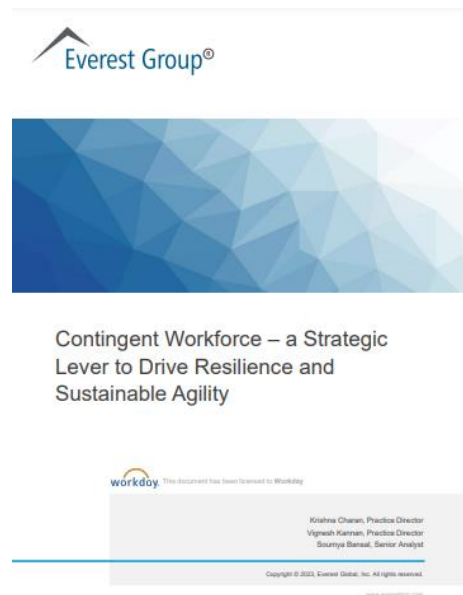 Everest Group®
Contingent Workforce – a Strategic
Lever to Drive Resilience and
Sustainable Agility
workday. This document has been licensed to Workday
Krishna Charan, Practice Director
Vignesh Kannan, Practice Director
Soumya Bansal, Senior Analyst
Copyright © 2023, Everest Global, Inc. All rights reserved.